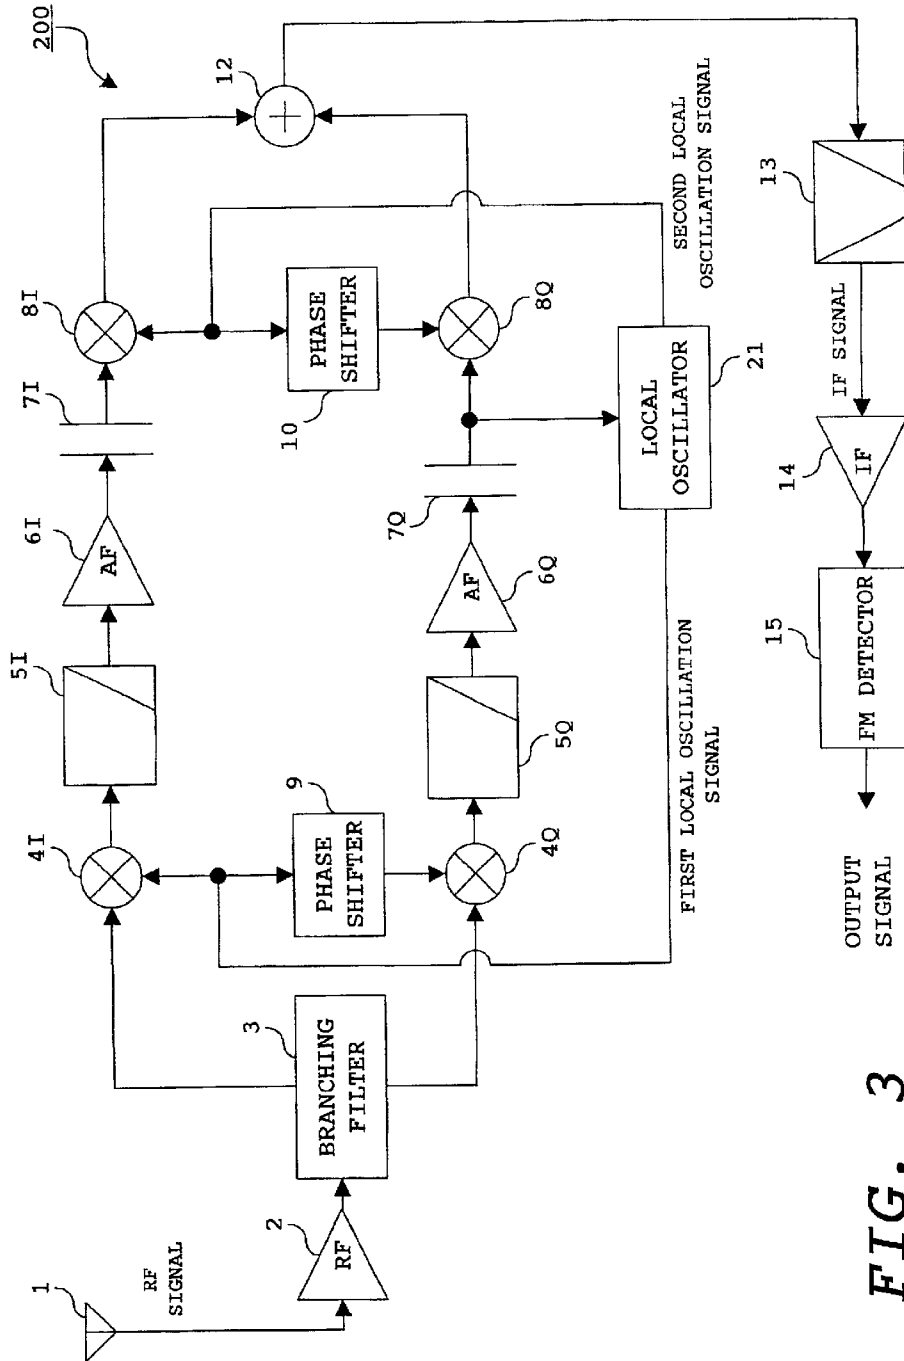 200
1
RF
SIGNAL
2
RF
3
BRANCHING
FILTER
4I
9
PHASE
SHIFTER
4Q
5I
5Q
6I
AF
6Q
AF
7I
7Q
8I
10
PHASE
SHIFTER
8Q
12
FIRST LOCAL OSCILLATION
SIGNAL
LOCAL
OSCILLATOR
21
SECOND LOCAL
OSCILLATION SIGNAL
13
IF SIGNAL
14
IF
15
FM DETECTOR
OUTPUT
SIGNAL
FIG. 3